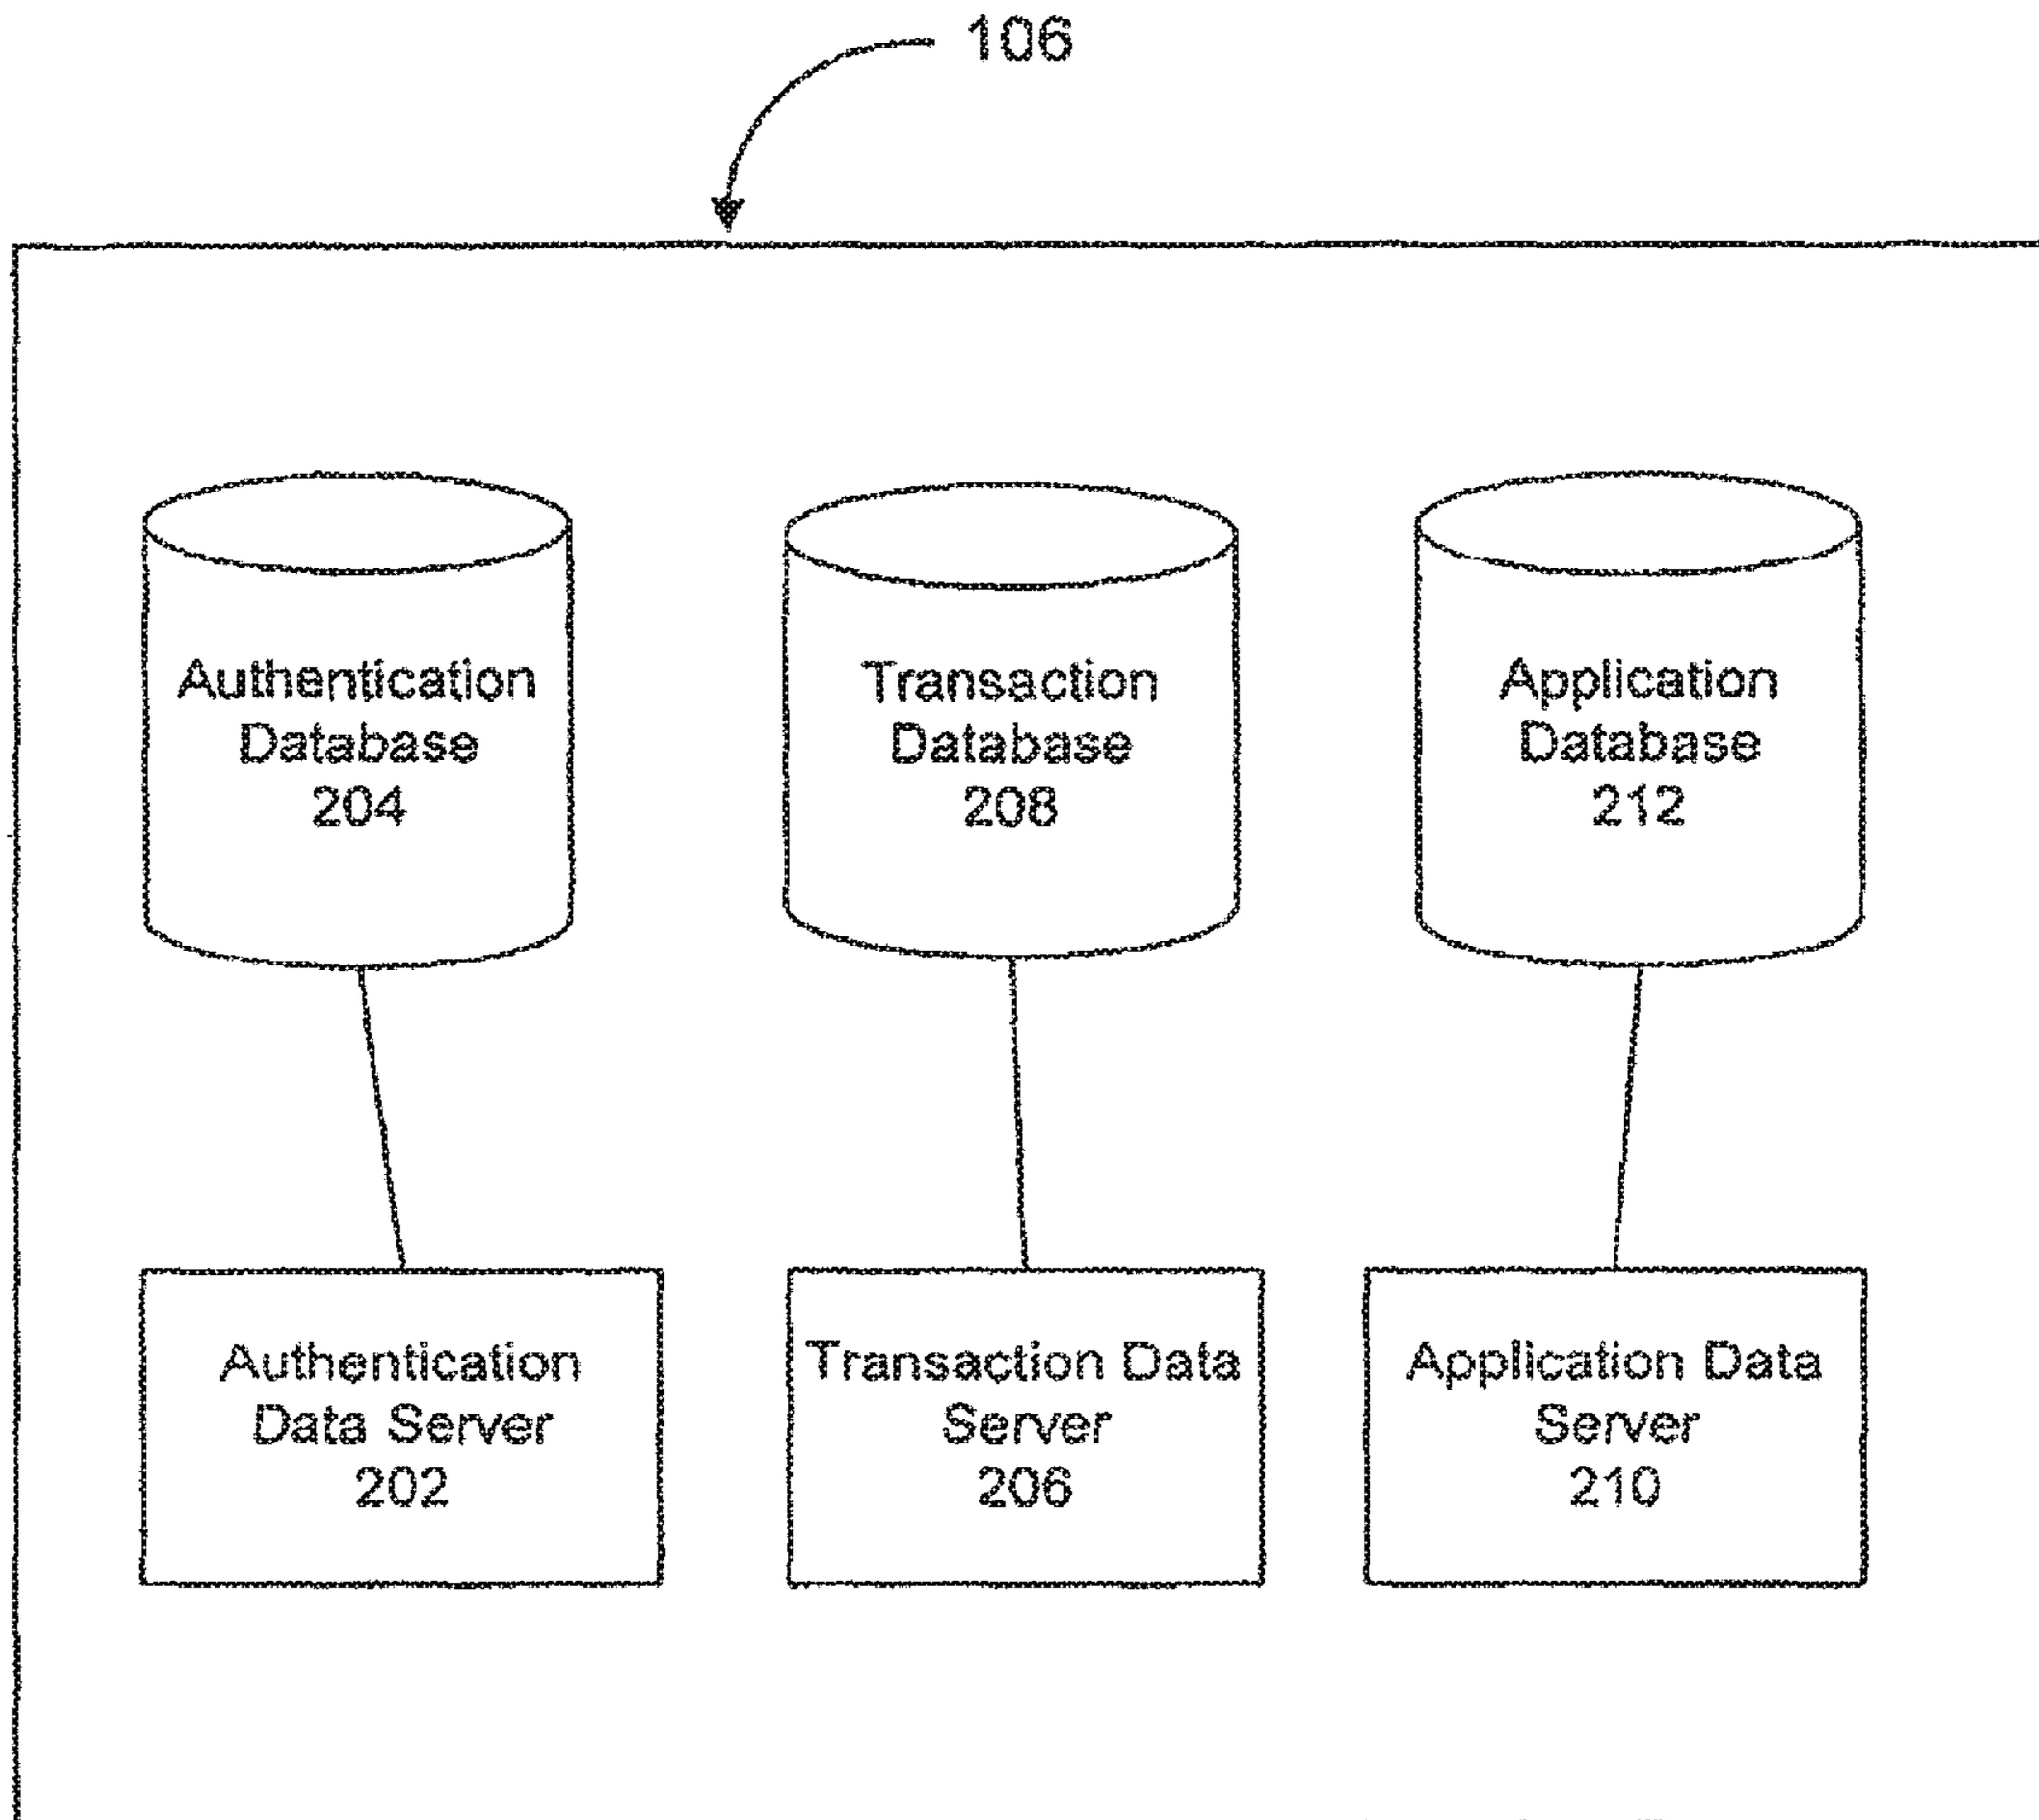 106
Authentication
Database
204
Transaction
Database
208
Application
Database
212
Authentication
Data Server
202
Transaction Data
Server
206
Application Data
Server
210